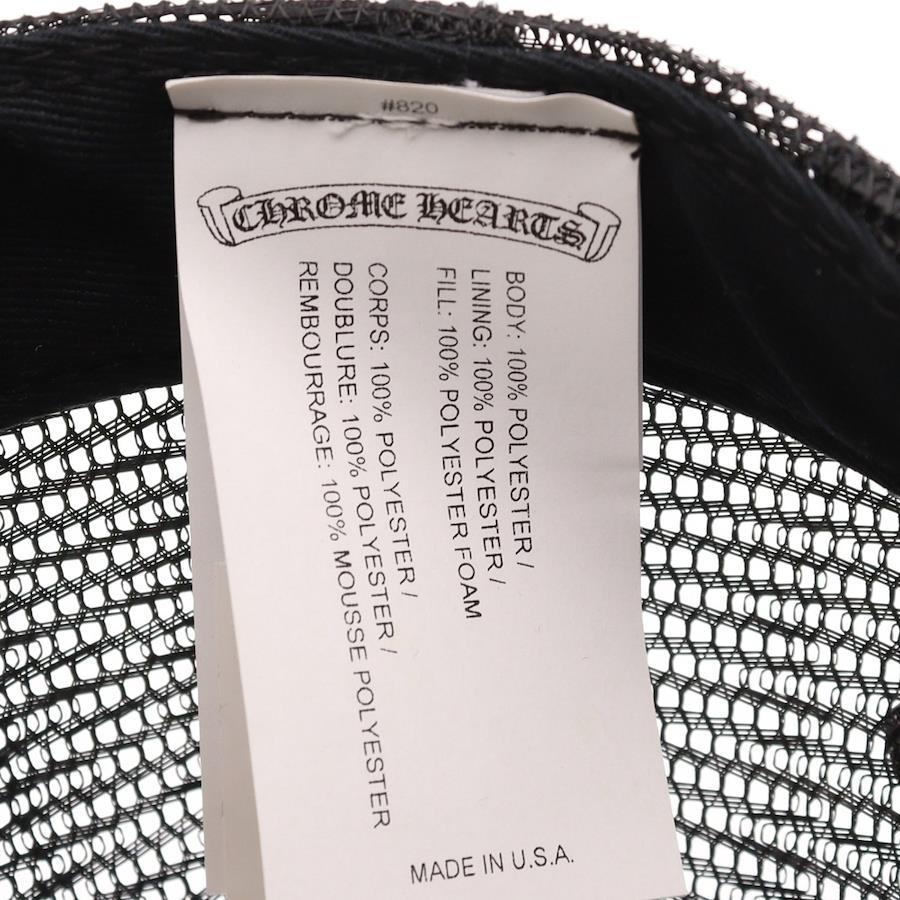 #820
CHROME HEARTS
BODY: 100% POLYESTER /
LINING: 100% POLYESTER /
FILL: 100% POLYESTER FOAM
CORPS: 100% POLYESTER /
DOUBLURE: 100% POLYESTER /
REMBOURRAGE: 100% MOUSSE POLYESTER
MADE IN U.S.A.